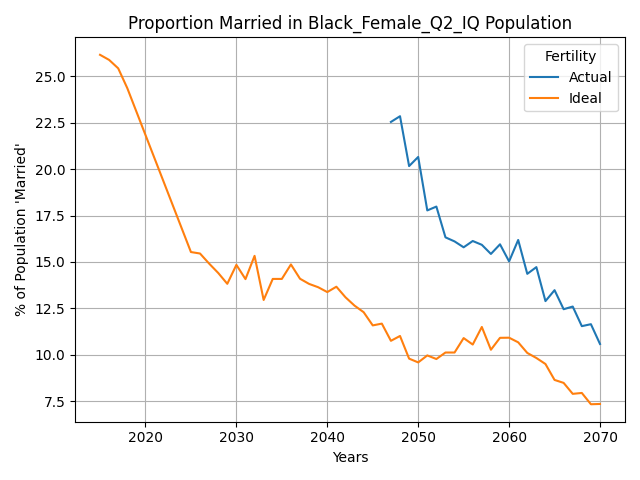 Proportion Married in Black_Female_Q2_IQ Population
% of Population 'Married'
25.0
22.5
20.0
17.5
15.0
12.5
10.0
7.5
Fertility
Actual
Ideal
2020 2030 2040 2050 2060 2070
Years